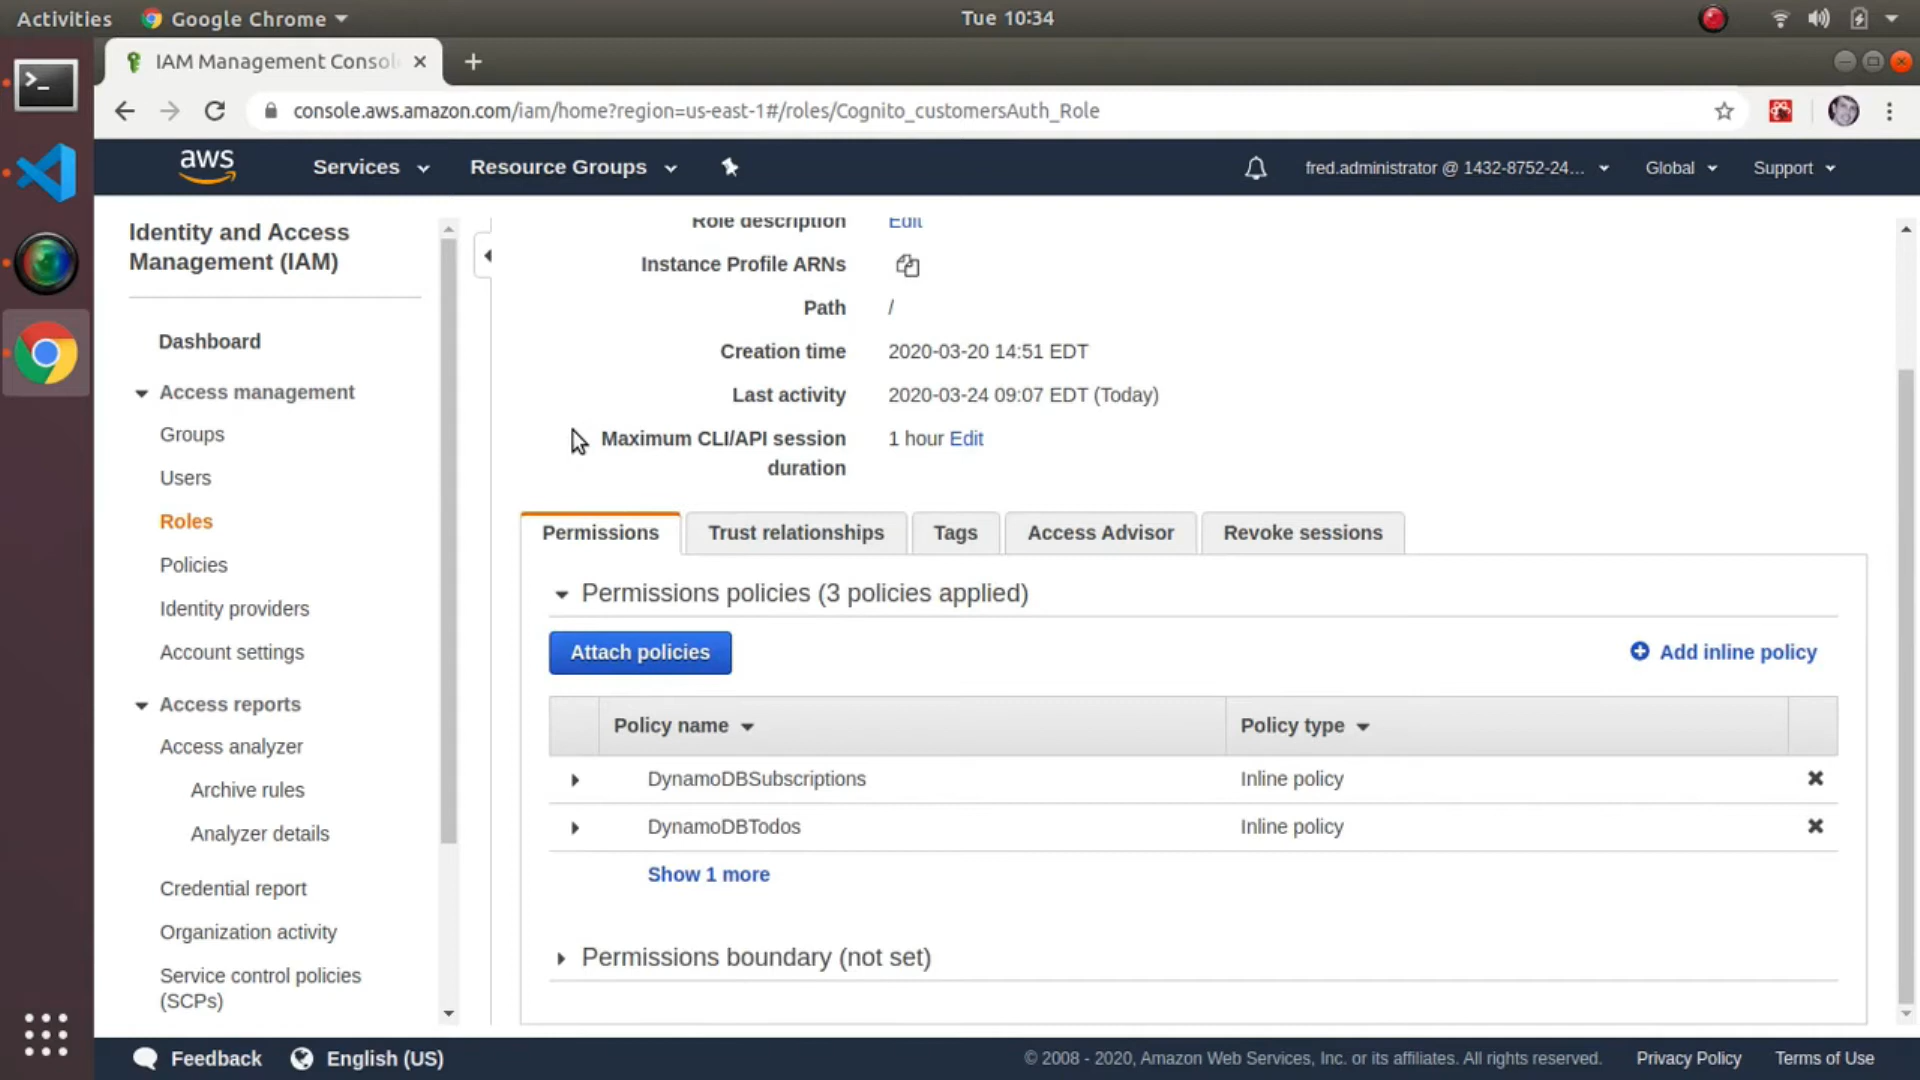 Activities
Google Chrome
Tue 10:34
IAM Management Consol
console.aws.amazon.com/iam/home?region=us-east-1#/roles/Cognito_customersAuth_Role
aws
Services
Resource Groups
fred.administrator @ 1432-8752-24...
Global
Support
Identity and Access
Management (IAM)
Dashboard
Access management
Groups
Users
Roles
Policies
Identity providers
Account settings
Access reports
Access analyzer
Archive rules
Analyzer details
Credential report
Organization activity
Service control policies
(SCPs)
Role description Edit
Instance Profile ARNs
Path /
Creation time 2020-03-20 14:51 EDT
Last activity 2020-03-24 09:07 EDT (Today)
Maximum CLI/API session 1 hour Edit
duration
Permissions
Trust relationships
Tags
Access Advisor
Revoke sessions
Permissions policies (3 policies applied)
Attach policies
Add inline policy
Policy name
Policy type
DynamoDBSubscriptions Inline policy
DynamoDBTodos Inline policy
Show 1 more
Permissions boundary (not set)
Feedback
English (US)
© 2008 - 2020, Amazon Web Services, Inc. or its affiliates. All rights reserved.
Privacy Policy
Terms of Use